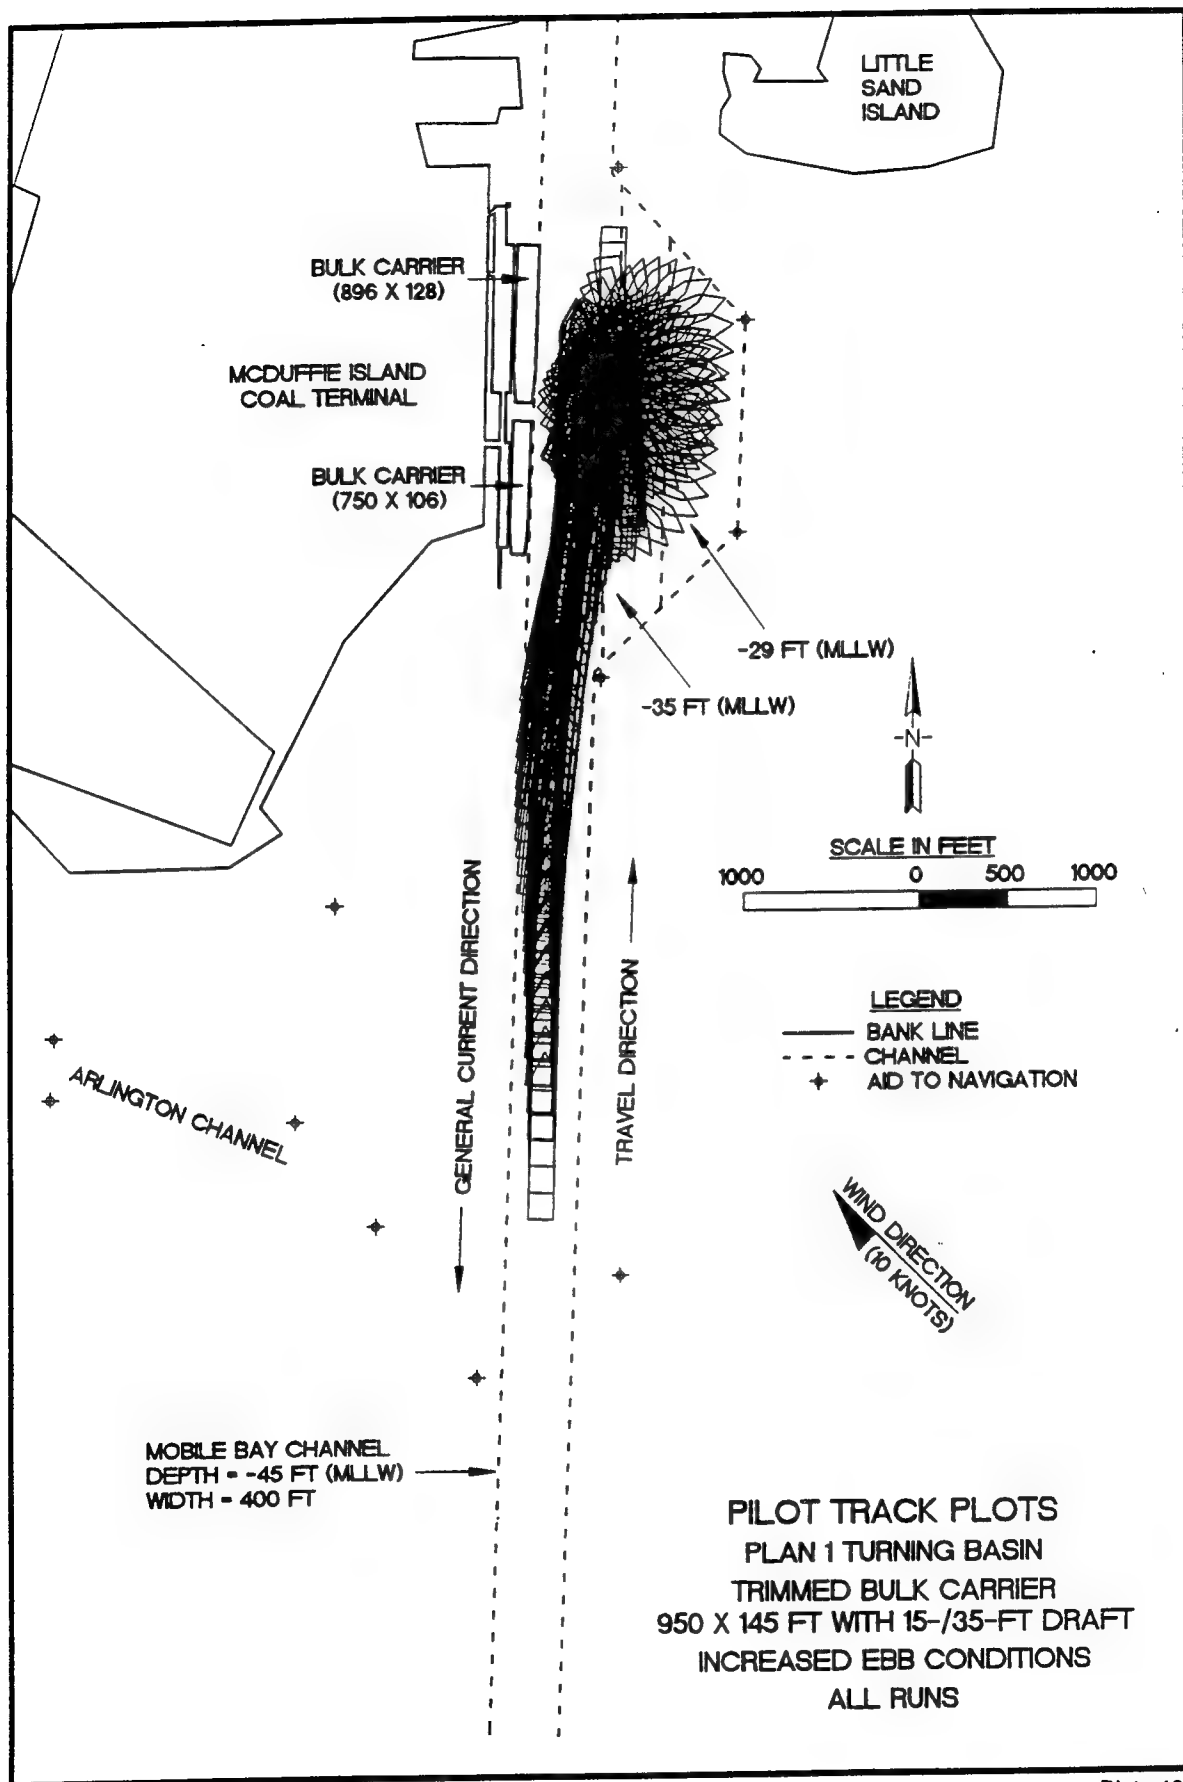 LITTLE
SAND
ISLAND
BULK CARRIER
(896 X 128)
MCDUFFIE ISLAND
COAL TERMINAL
BULK CARRIER
(750 X 106)
-29 FT (MLLW)
-35 FT (MLLW)
-N-
SCALE IN FEET
1000 0 500 1000
GENERAL CURRENT DIRECTION
TRAVEL DIRECTION
LEGEND
BANK LINE
CHANNEL
AID TO NAVIGATION
ARLINGTON CHANNEL
WIND DIRECTION
(10 KNOTS)
MOBILE BAY CHANNEL
DEPTH = -45 FT (MLLW)
WIDTH = 400 FT
PILOT TRACK PLOTS
PLAN 1 TURNING BASIN
TRIMMED BULK CARRIER
950 X 145 FT WITH 15-/35-FT DRAFT
INCREASED EBB CONDITIONS
ALL RUNS